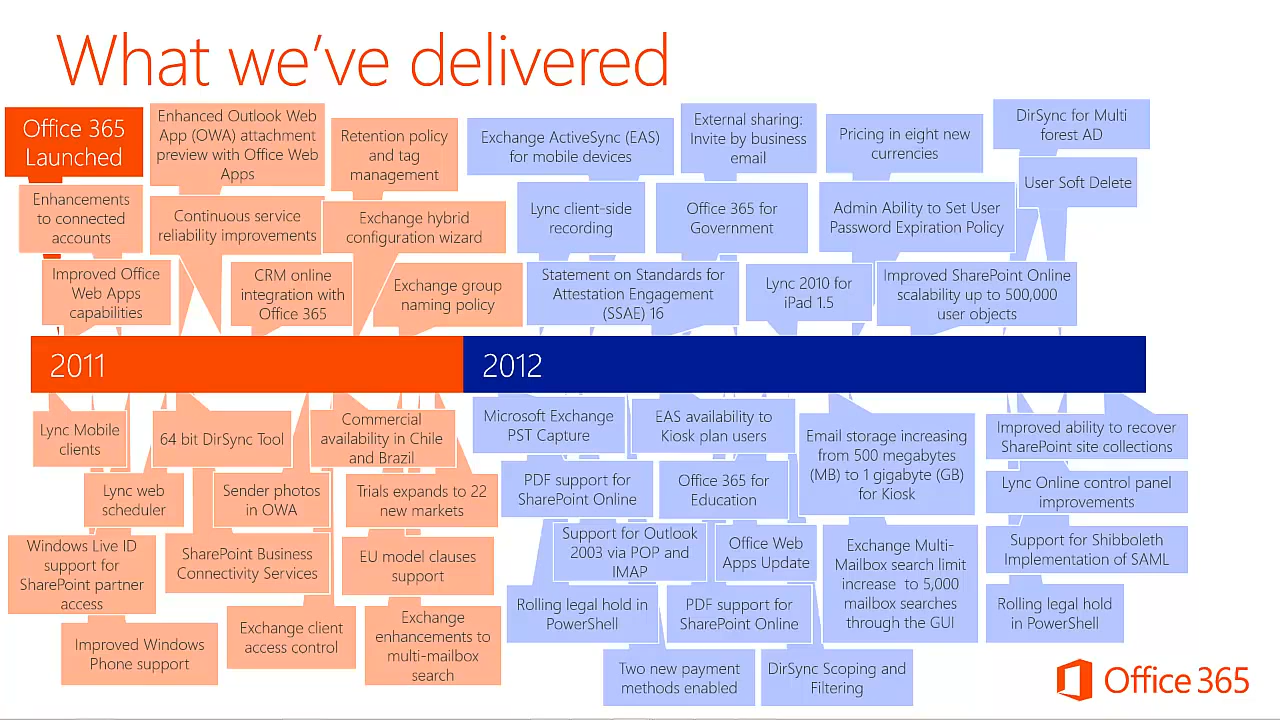 What we've delivered
Office 365
Launched
Enhanced Outlook Web
App (OWA) attachment
preview with Office Web
Apps
Retention policy
and tag
management
Exchange ActiveSync (EAS)
for mobile devices
External sharing:
Invite by business
email
Pricing in eight new
currencies
DirSync for Multi
forest AD
User Soft Delete
Enhancements
to connected
accounts
Continuous service
reliability improvements
Exchange hybrid
configuration wizard
Lync client-side
recording
Office 365 for
Government
Admin Ability to Set User
Password Expiration Policy
Improved Office
Web Apps
capabilities
CRM online
integration with
Office 365
Exchange group
naming policy
Statement on Standards for
Attestation Engagement
(SSAE) 16
Lync 2010 for
iPad 1.5
Improved SharePoint Online
scalability up to 500,000
user objects
2011
2012
Lync Mobile
clients
64 bit DirSync Tool
Commercial
availability in Chile
and Brazil
Microsoft Exchange
PST Capture
EAS availability to
Kiosk plan users
Email storage increasing
from 500 megabytes
(MB) to 1 gigabyte (GB)
for Kiosk
Improved ability to recover
SharePoint site collections
Lync web
scheduler
Sender photos
in OWA
Trials expands to 22
new markets
PDF support for
SharePoint Online
Office 365 for
Education
Lync Online control panel
improvements
Windows Live ID
support for
SharePoint partner
access
SharePoint Business
Connectivity Services
EU model clauses
support
Support for Outlook
2003 via POP and
IMAP
Office Web
Apps Update
Exchange Multi-
Mailbox search limit
increase to 5,000
mailbox searches
through the GUI
Support for Shibboleth
Implementation of SAML
Improved Windows
Phone support
Exchange client
access control
Exchange
enhancements to
multi-mailbox
search
Rolling legal hold in
PowerShell
PDF support for
SharePoint Online
Rolling legal hold
in PowerShell
Two new payment
methods enabled
DirSync Scoping and
Filtering
Office 365